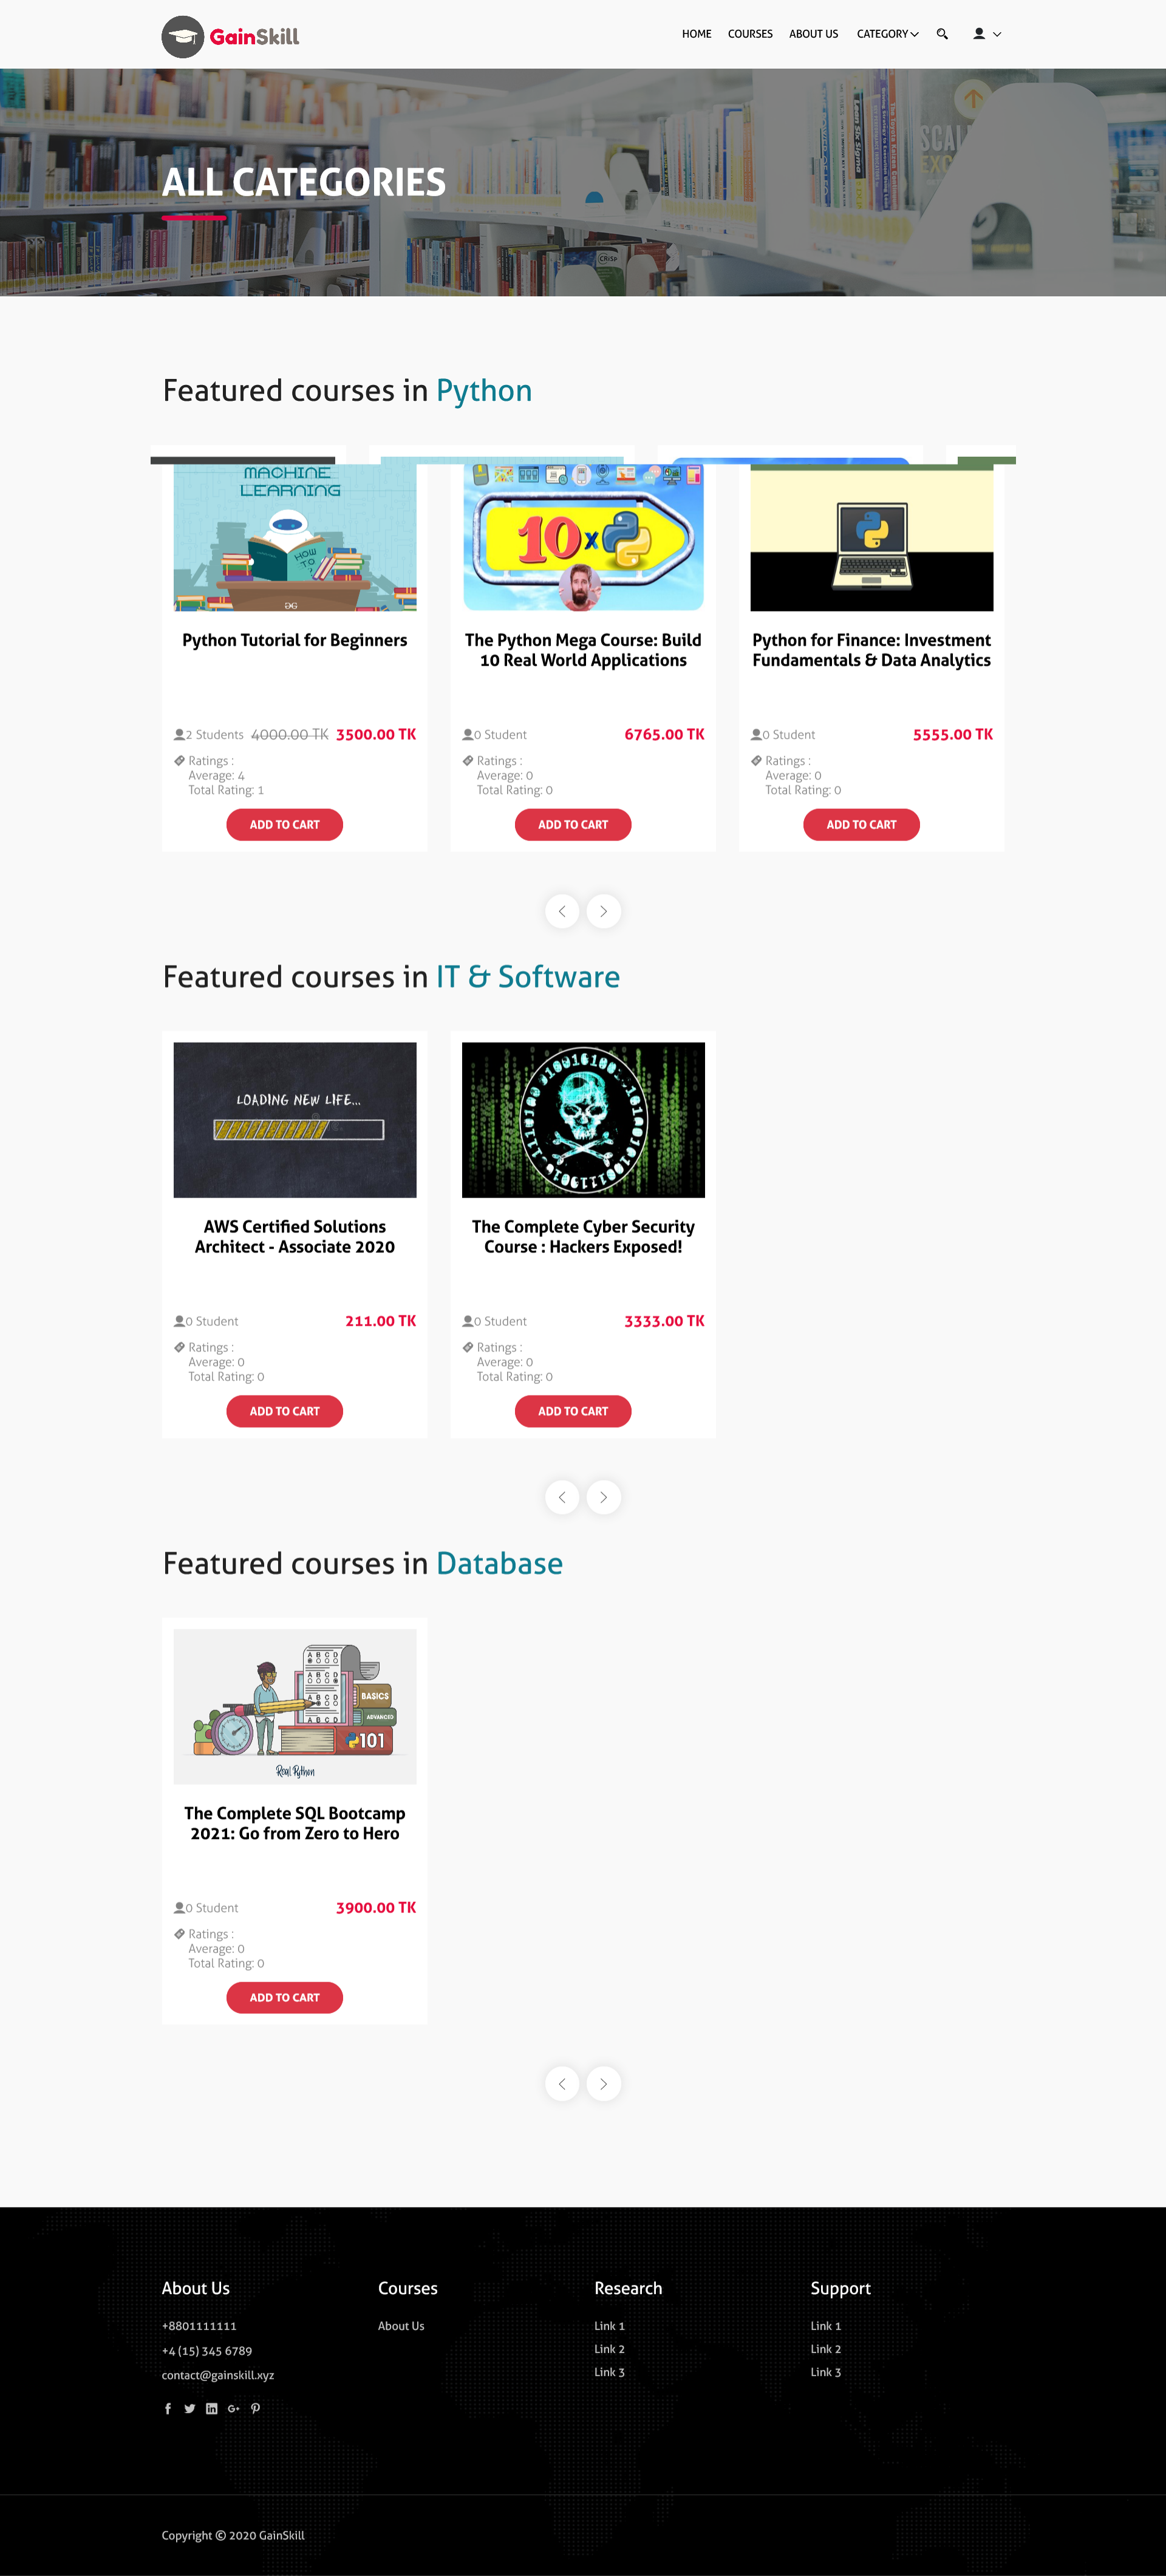 GainSkill
HOME COURSES ABOUT US CATEGORY
ALL CATEGORIES
Lean Six Sigma
CRISP
Featured courses in Python
MACHINE
LEARNING
HOW
TO
10x
Python Tutorial for Beginners
The Python Mega Course: Build
10 Real World Applications
Python for Finance: Investment
Fundamentals & Data Analytics
2 Students 4000.00 TK 3500.00 TK
0 Student 6765.00 TK
0 Student 5555.00 TK
Ratings :
Average: 4
Total Rating: 1
Ratings :
Average: 0
Total Rating: 0
Ratings :
Average: 0
Total Rating: 0
ADD TO CART
ADD TO CART
ADD TO CART
Featured courses in IT & Software
LOADING NEW LIFE...
AWS Certified Solutions
Architect - Associate 2020
The Complete Cyber Security
Course : Hackers Exposed!
0 Student 211.00 TK
0 Student 3333.00 TK
Ratings :
Average: 0
Total Rating: 0
Ratings :
Average: 0
Total Rating: 0
ADD TO CART
ADD TO CART
Featured courses in Database
A B C D
A B C D
A B C D
A B C D
BASICS
ADVANCED
101
Real Python
The Complete SQL Bootcamp
2021: Go from Zero to Hero
0 Student 3900.00 TK
Ratings :
Average: 0
Total Rating: 0
ADD TO CART
About Us
+8801111111
+4 (15) 345 6789
contact@gainskill.xyz
Courses
About Us
Research
Link 1
Link 2
Link 3
Support
Link 1
Link 2
Link 3
Copyright © 2020 GainSkill